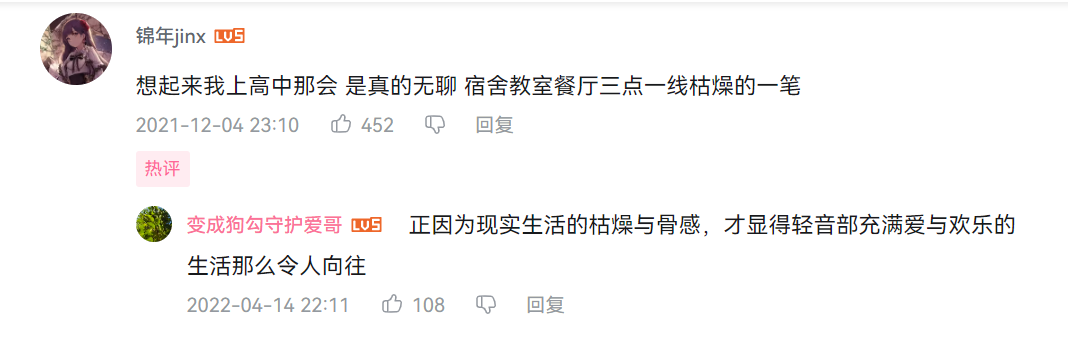 锦年jinx LV5
想起来我上高中那会 是真的无聊 宿舍教室餐厅三点一线枯燥的一笔
2021-12-04 23:10 452 回复
热评
变成狗勾守护爱哥 LV5 正因为现实生活的枯燥与骨感，才显得轻音部充满爱与欢乐的
生活那么令人向往
2022-04-14 22:11 108 回复